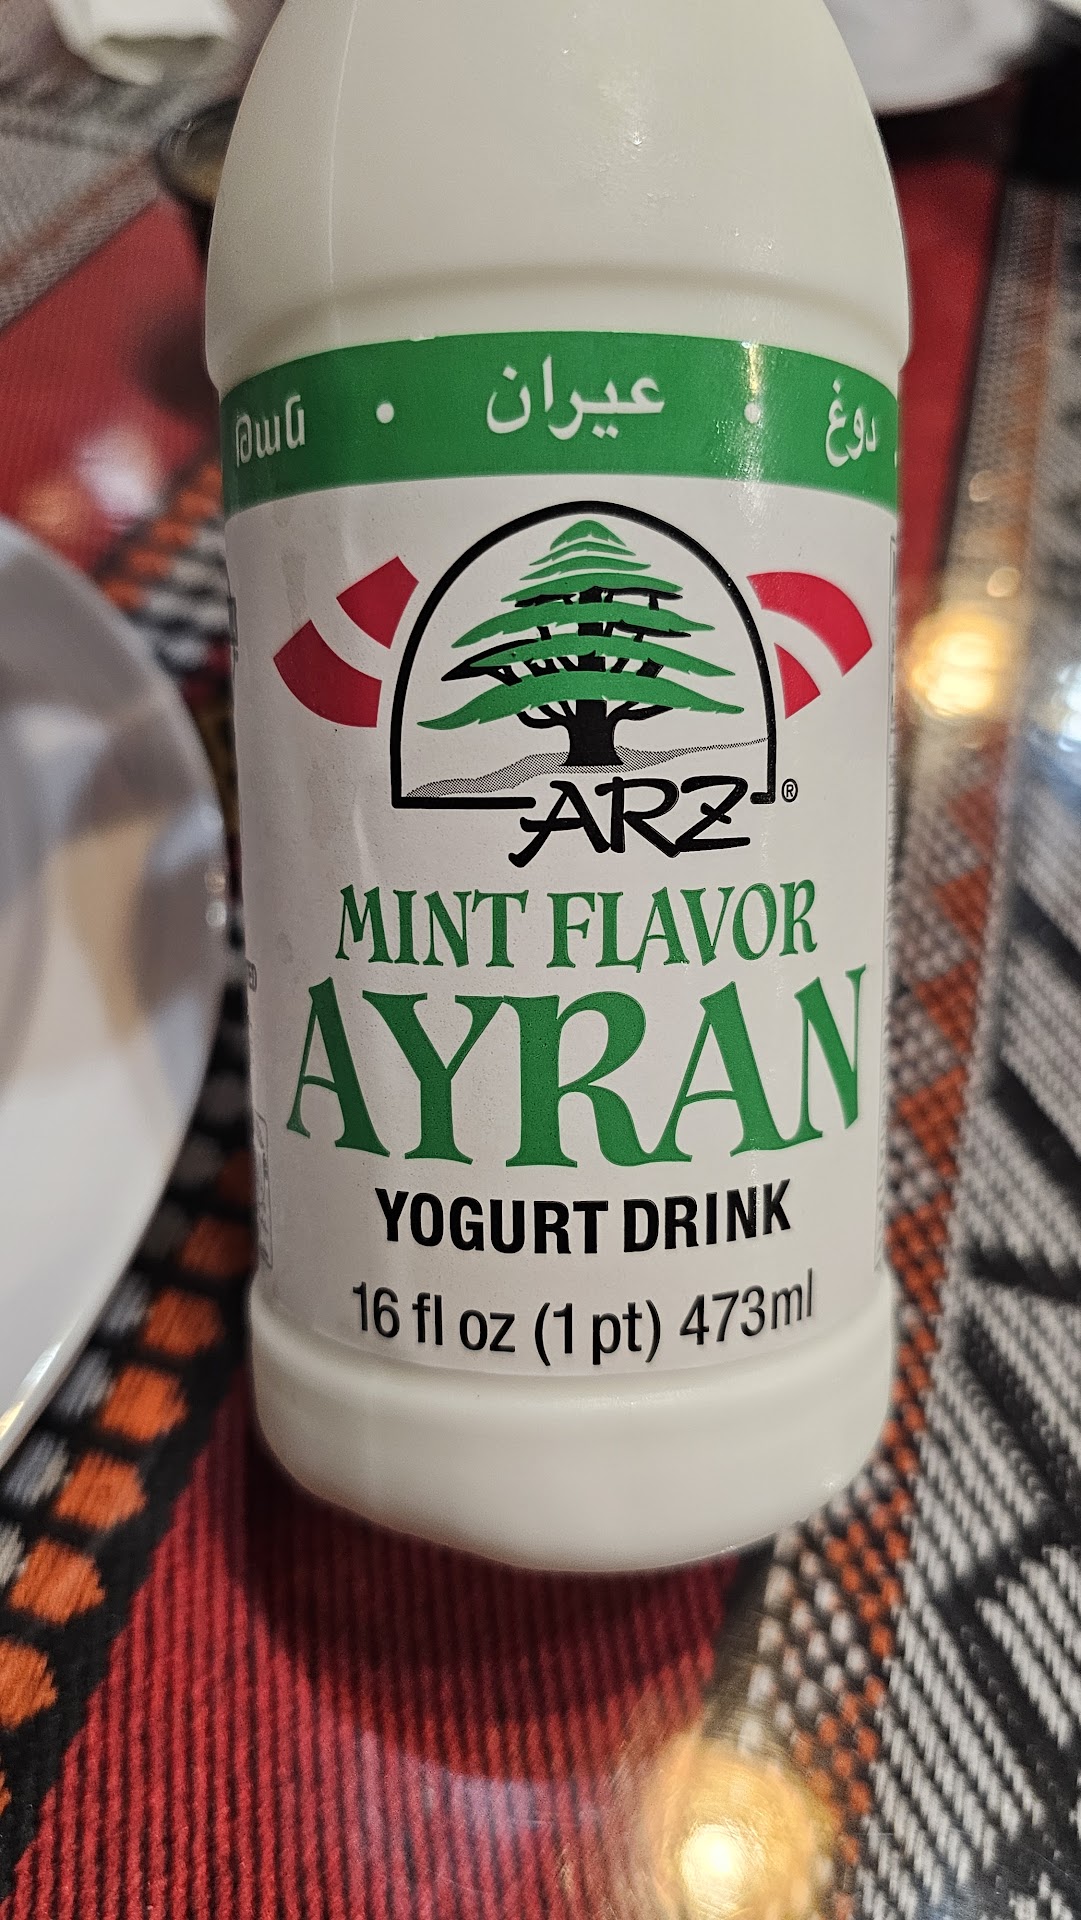 թան • عيران • دوغ
ARZ®
MINT FLAVOR
AYRAN
YOGURT DRINK
16 fl oz (1 pt) 473ml